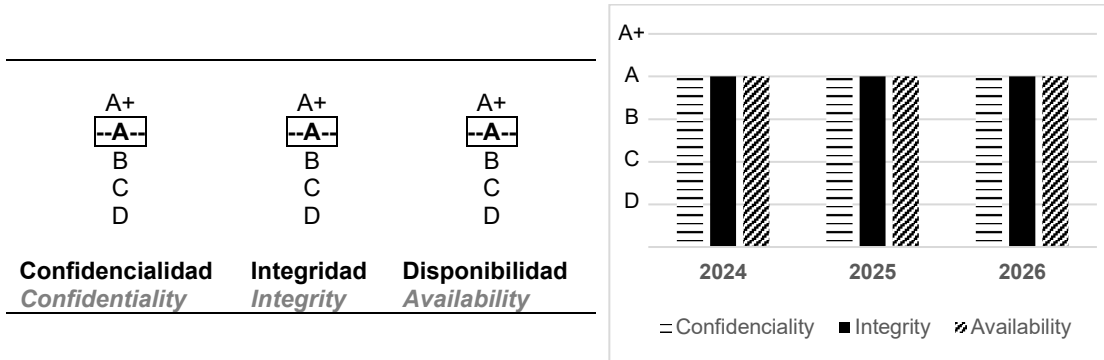 A+ A+ A+
--A-- --A-- --A--
B B B
C C C
D D D
Confidencialidad Integridad Disponibilidad
Confidentiality Integrity Availability
A+
A
B
C
D
2024 2025 2026
Confidenciality Integrity Availability